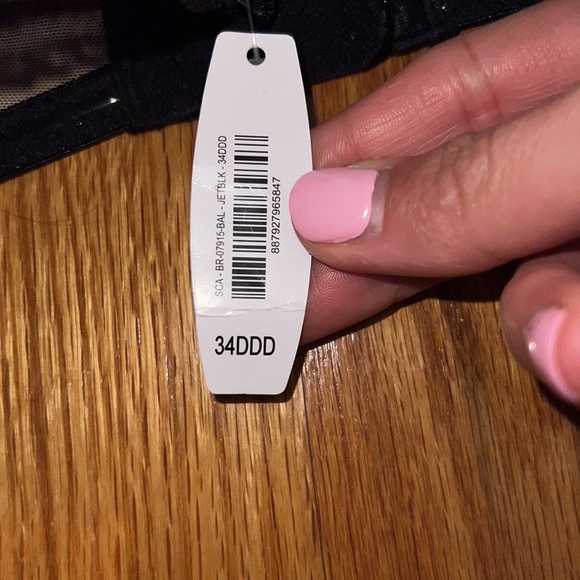 SCA - BR-07915-BAL - JETBLK - 34DDD
887927965847
34DDD